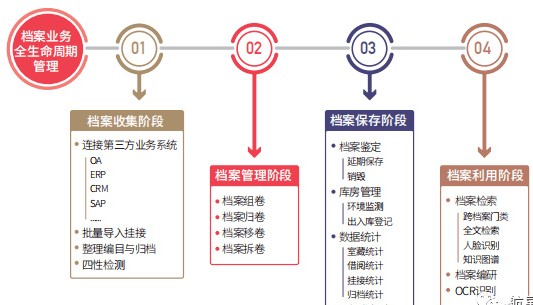 档案业务
全生命周期
管理
01
02
03
04
档案收集阶段
连接第三方业务系统
OA
ERP
CRM
SAP
......
批量导入挂接
整理编目与归档
四性检测
档案管理阶段
档案组卷
档案归卷
档案移卷
档案拆卷
档案保存阶段
档案鉴定
延期保存
销毁
库房管理
环境监测
出入库登记
数据统计
室藏统计
借阅统计
挂接统计
归档统计
档案利用阶段
档案检索
跨档案门类
全文检索
人脸识别
知识图谱
档案编研
OCR识别